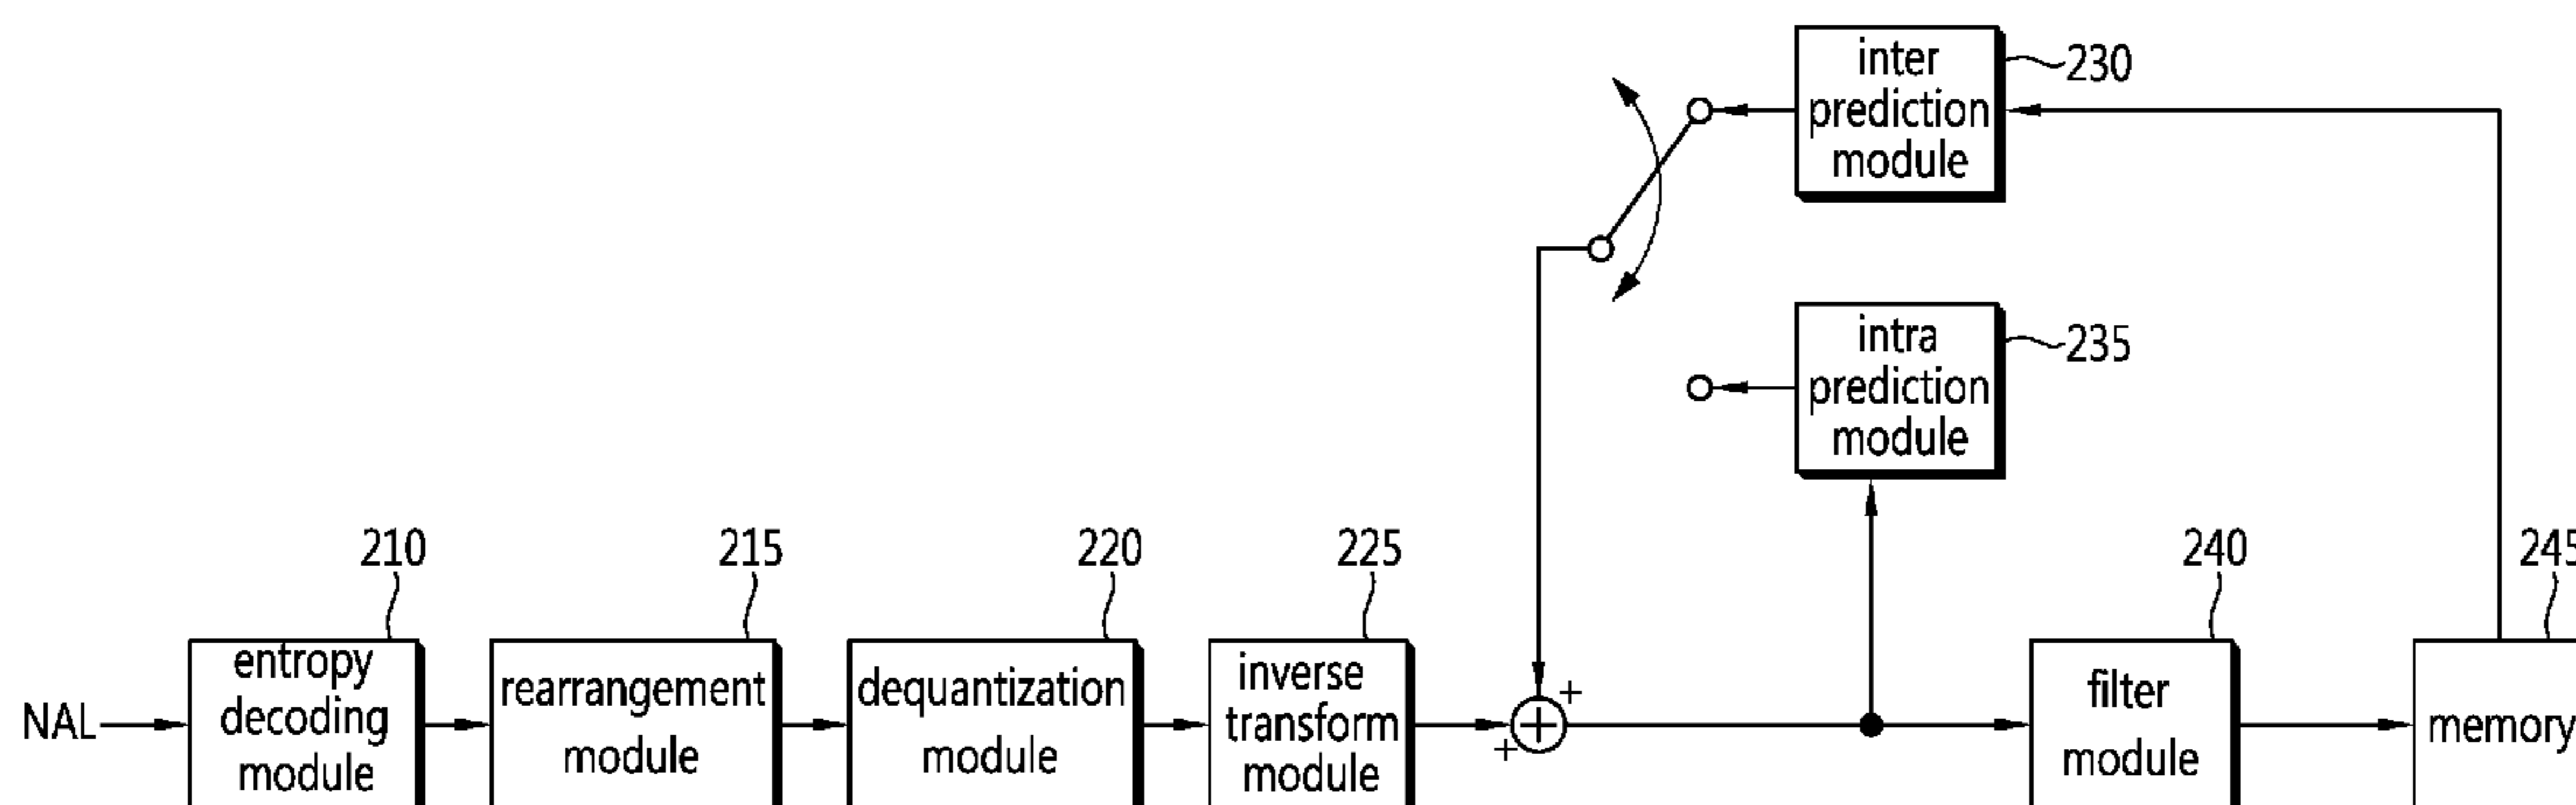 inter
prediction
module
230
intra
prediction
module
235
210
215
220
225
240
245
NAL
entropy
decoding
module
rearrangement
module
dequantization
module
inverse
transform
module
+
+
+
filter
module
memory